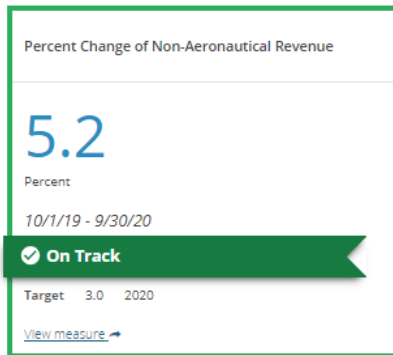 Percent Change of Non-Aeronautical Revenue
5.2
Percent
10/1/19 - 9/30/20
On Track
Target 3.0 2020
View measure